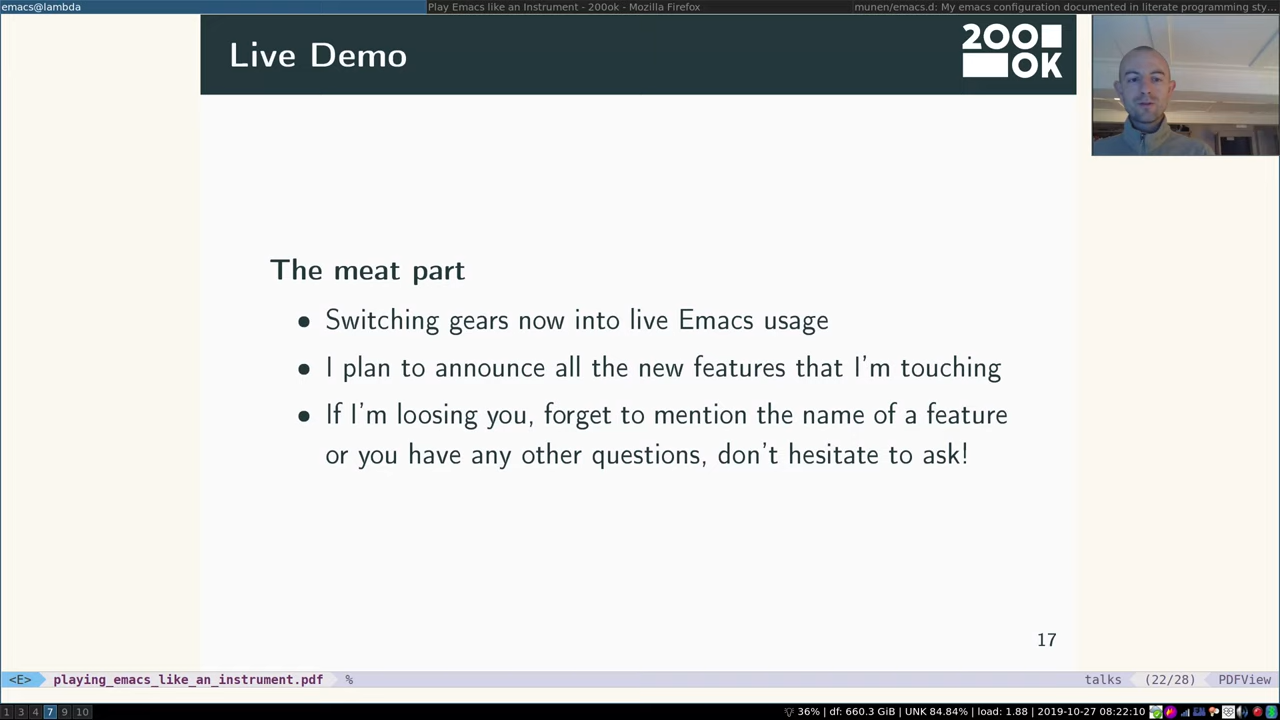 emacs@lambda
Play Emacs like an Instrument - 200ok - Mozilla Firefox
munen/emacs.d: My emacs configuration documented in literate programming sty...
Live Demo
200
OK
The meat part
• Switching gears now into live Emacs usage
• I plan to announce all the new features that I'm touching
• If I'm loosing you, forget to mention the name of a feature
or you have any other questions, don't hesitate to ask!
17
<E> playing_emacs_like_an_instrument.pdf % talks (22/28) PDFView
1 3 4 7 9 10 36% | df: 660.3 GiB | UNK 84.84% | load: 1.88 | 2019-10-27 08:22:10